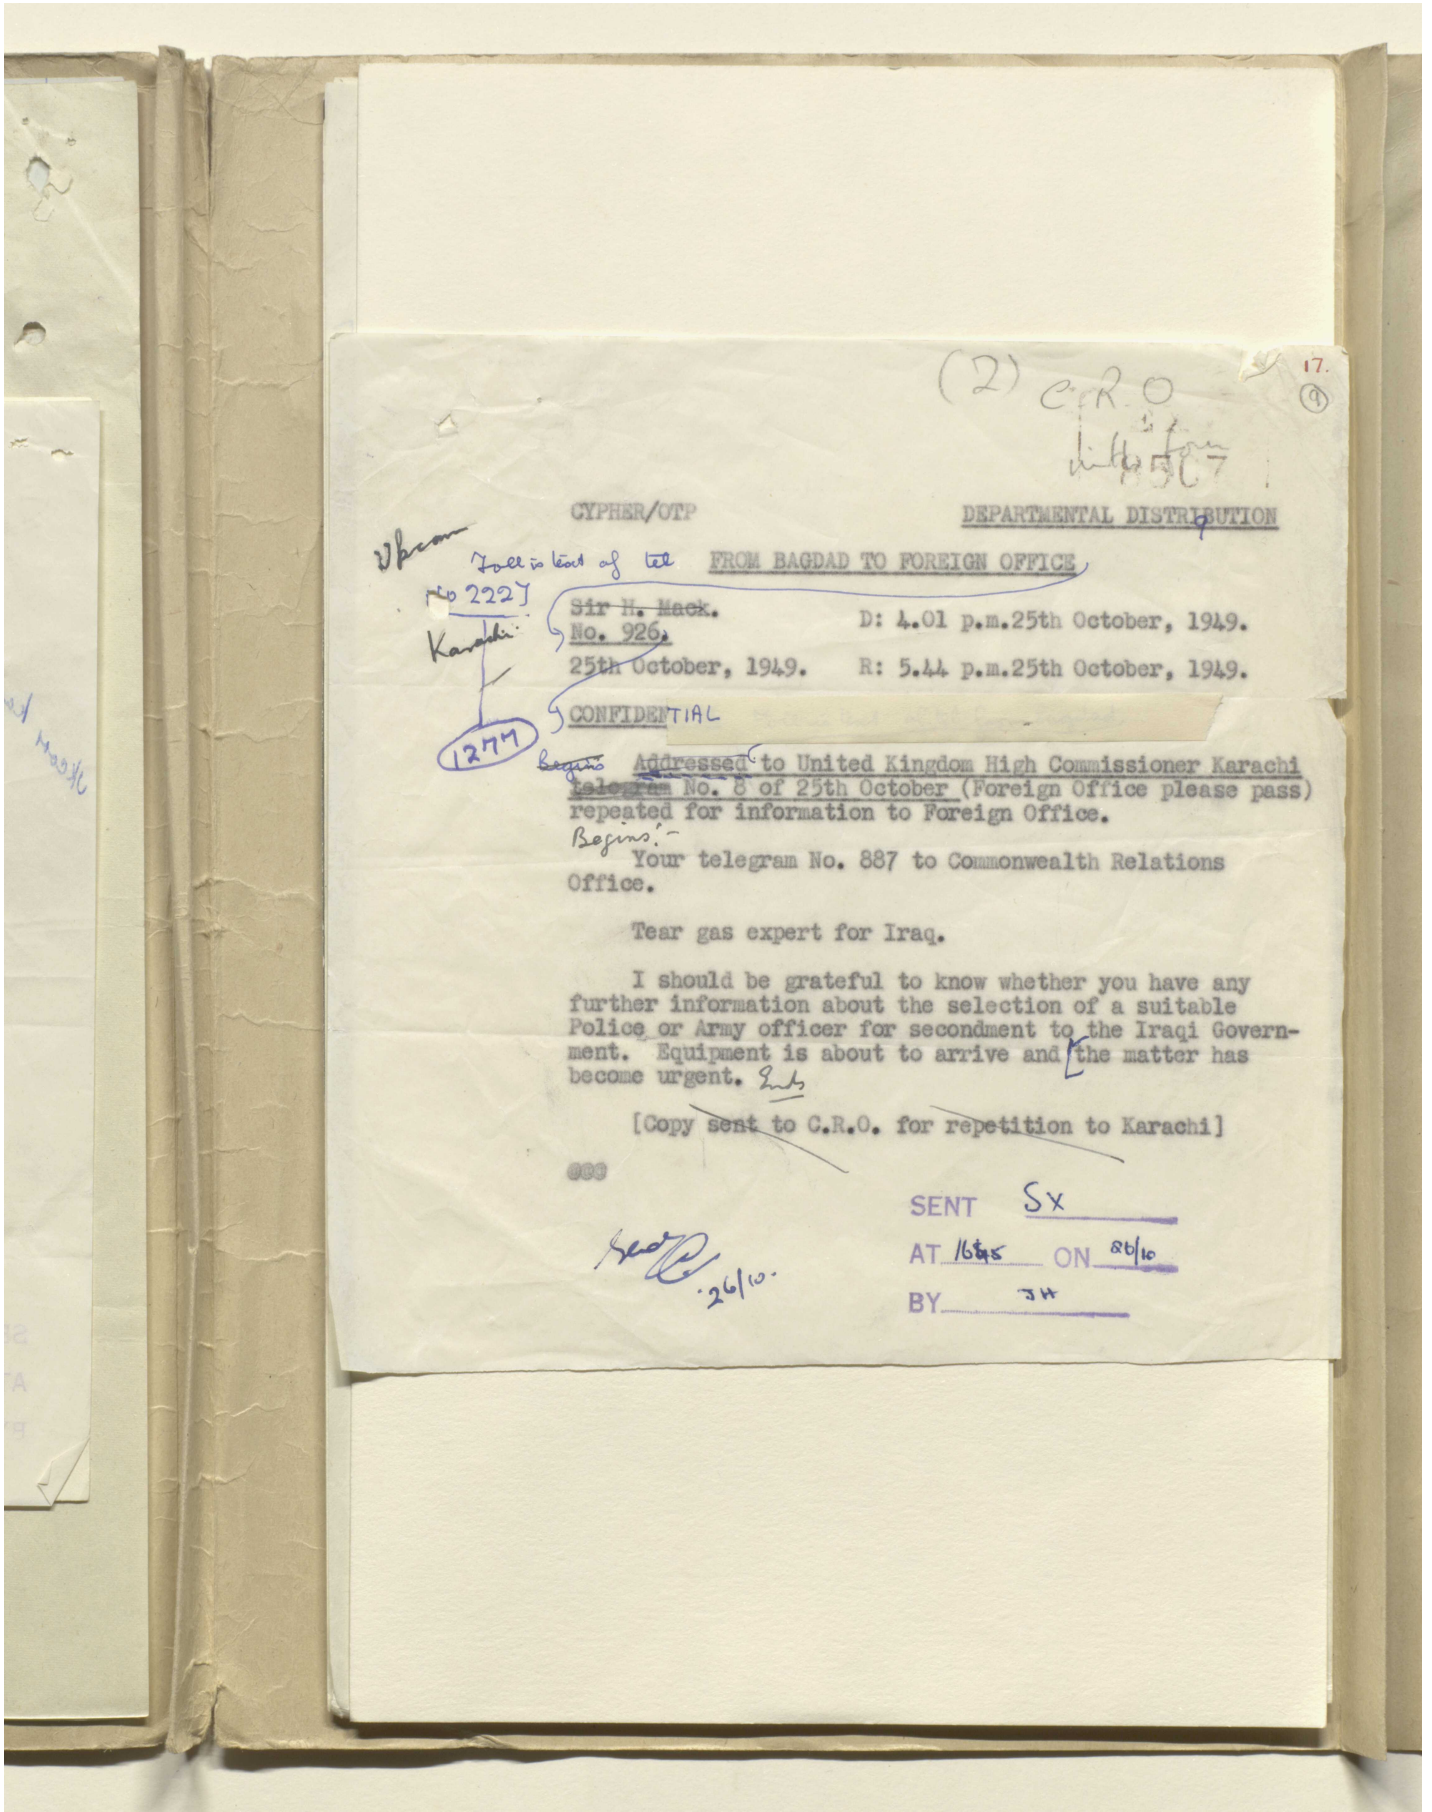 17.
(2) C.R.O
9
8507
CYPHER/OTP DEPARTMENTAL DISTRIBUTION
Upcom
Foll is text of tel FROM BAGDAD TO FOREIGN OFFICE
No 2227
Sir H. Mack. D: 4.01 p.m.25th October, 1949.
Karachi
No. 926.
25th October, 1949. R: 5.44 p.m.25th October, 1949.
CONFIDENTIAL
1277
Begins Addressed to United Kingdom High Commissioner Karachi
telegram No. 8 of 25th October (Foreign Office please pass)
repeated for information to Foreign Office.
Begins:-
Your telegram No. 887 to Commonwealth Relations
Office.
Tear gas expert for Iraq.
I should be grateful to know whether you have any
further information about the selection of a suitable
Police or Army officer for secondment to the Iraqi Govern-
ment. Equipment is about to arrive and [the matter has
become urgent. Ends
[Copy sent to C.R.O. for repetition to Karachi]
@@@
SENT SX
AT 1645 ON 26/10
BY JH
Send
26/10.